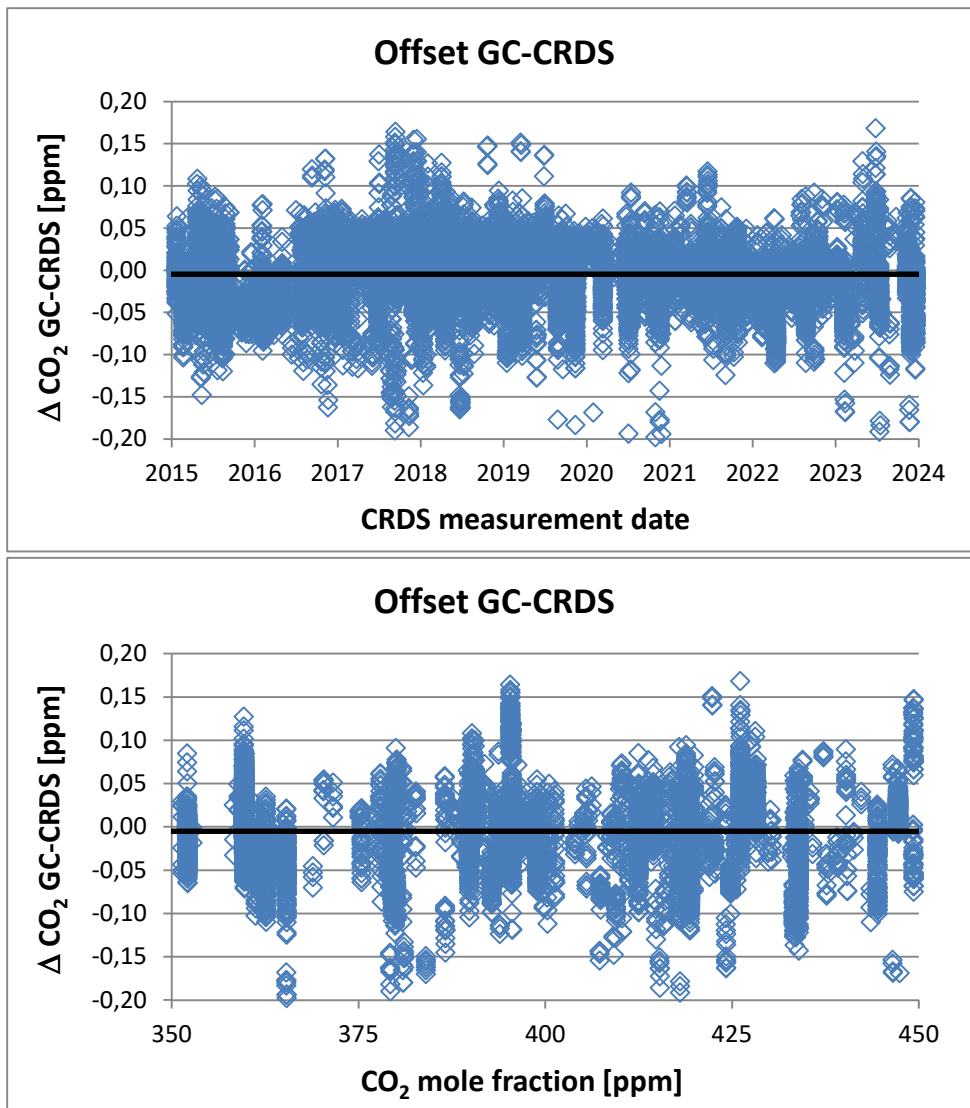 Offset GC-CRDS
Δ CO₂ GC-CRDS [ppm]
0,20
0,15
0,10
0,05
0,00
-0,05
-0,10
-0,15
-0,20
2015 2016 2017 2018 2019 2020 2021 2022 2023 2024
CRDS measurement date
Offset GC-CRDS
Δ CO₂ GC-CRDS [ppm]
0,20
0,15
0,10
0,05
0,00
-0,05
-0,10
-0,15
-0,20
350 375 400 425 450
CO₂ mole fraction [ppm]